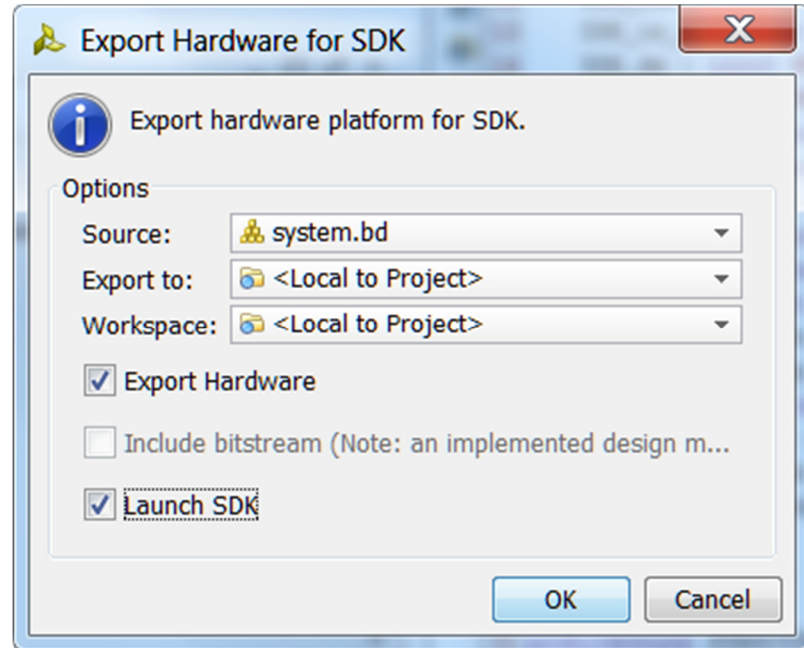 Export Hardware for SDK
Export hardware platform for SDK.
Options
Source: system.bd
Export to: <Local to Project>
Workspace: <Local to Project>
Export Hardware
Include bitstream (Note: an implemented design m...
Launch SDK
OK Cancel